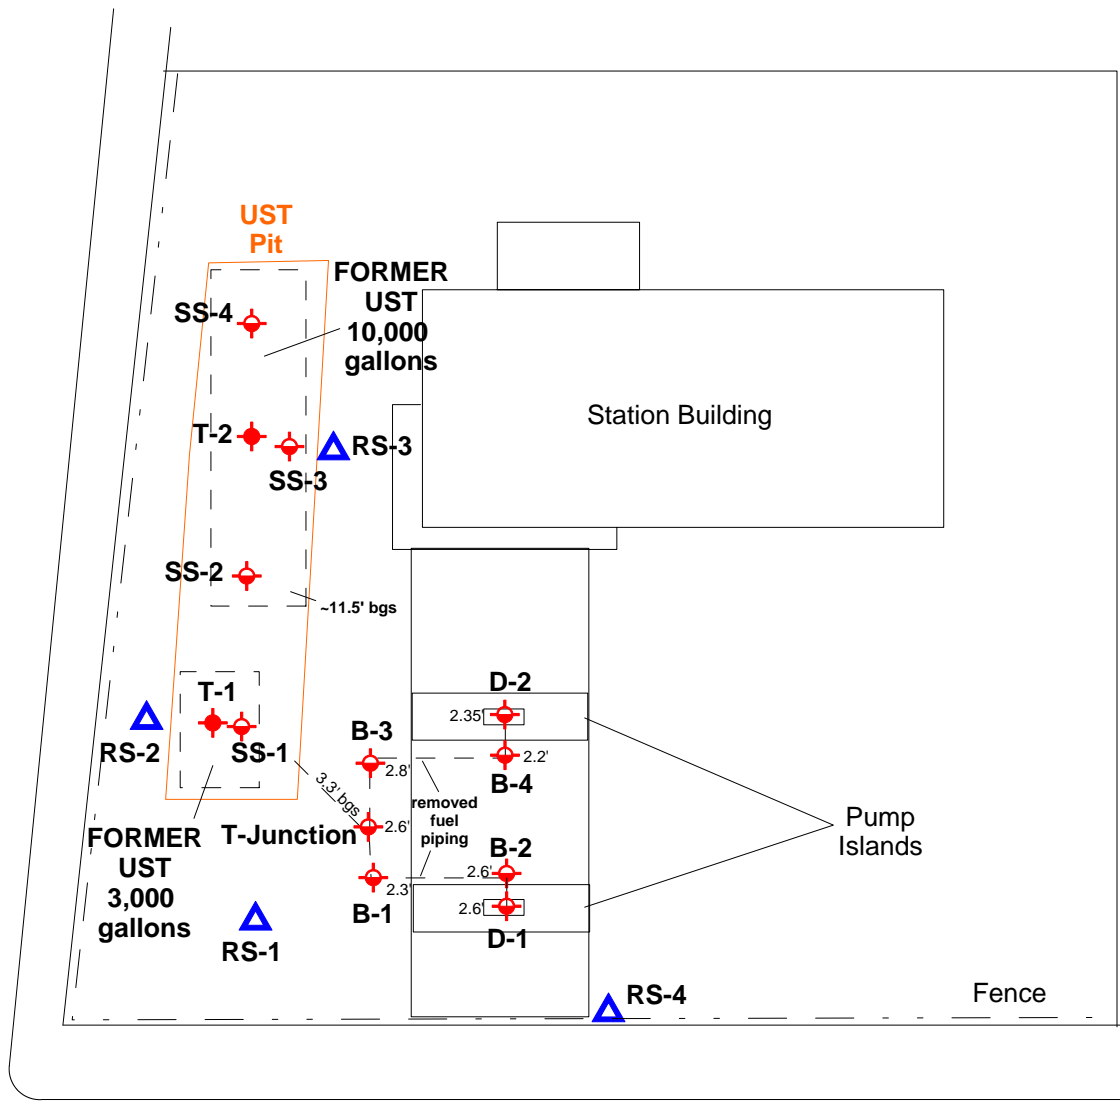 UST
Pit
FORMER
UST
10,000
gallons
SS-4
Station Building
T-2
RS-3
SS-3
SS-2
~11.5' bgs
T-1
D-2
2.35'
RS-2
SS-1
B-3
2.8'
2.2'
B-4
3.3' bgs
removed
fuel
piping
T-Junction
2.6'
Pump
Islands
FORMER
UST
3,000
gallons
B-2
2.6'
2.3'
B-1
2.6'
D-1
RS-1
RS-4
Fence